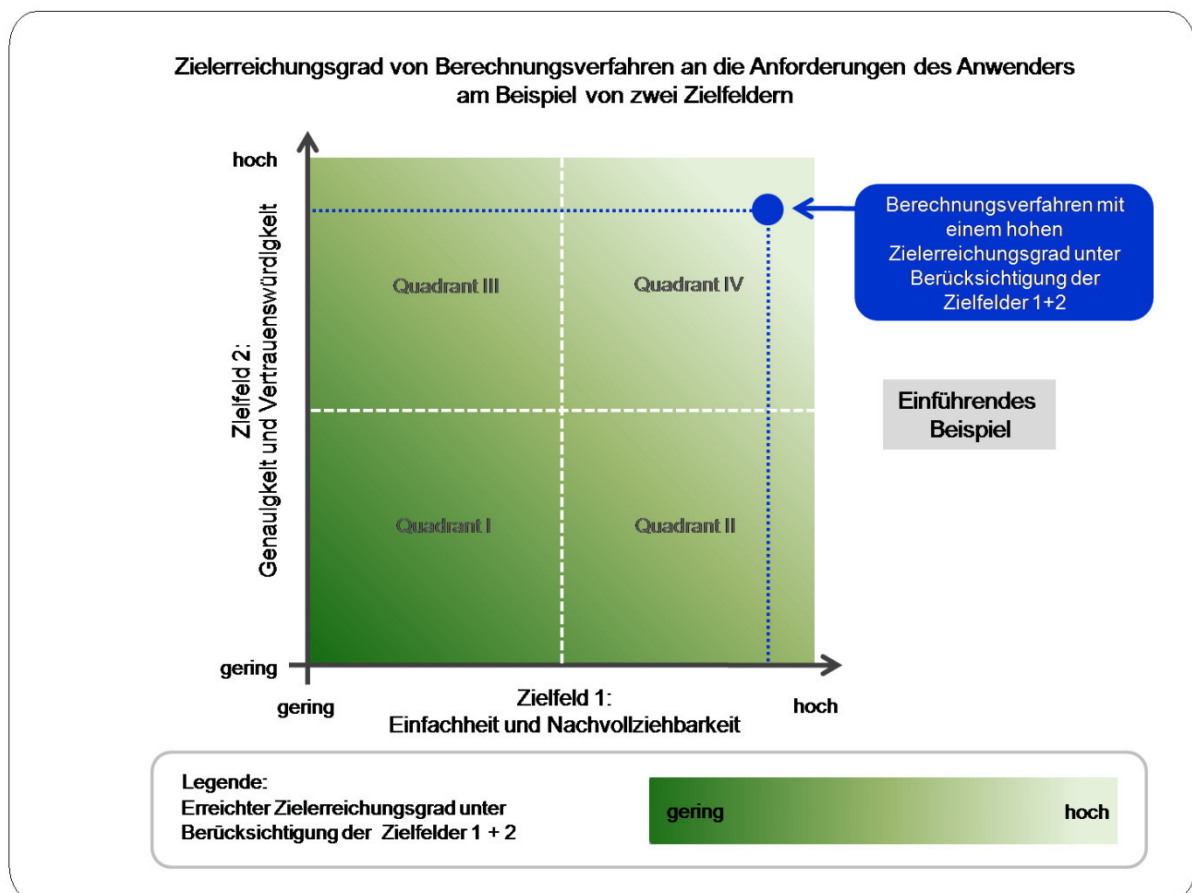 Zielerreichungsgrad von Berechnungsverfahren an die Anforderungen des Anwenders
am Beispiel von zwei Zielfeldern
hoch
Zielfeld 2:
Genauigkeit und Vertrauenswürdigkeit
Quadrant III
Quadrant IV
Berechnungsverfahren mit
einem hohen
Zielerreichungsgrad unter
Berücksichtigung der
Zielfelder 1+2
Einführendes
Beispiel
Quadrant I
Quadrant II
gering
gering
Zielfeld 1:
Einfachheit und Nachvollziehbarkeit
hoch
Legende:
Erreichter Zielerreichungsgrad unter
Berücksichtigung der Zielfelder 1 + 2
gering
hoch